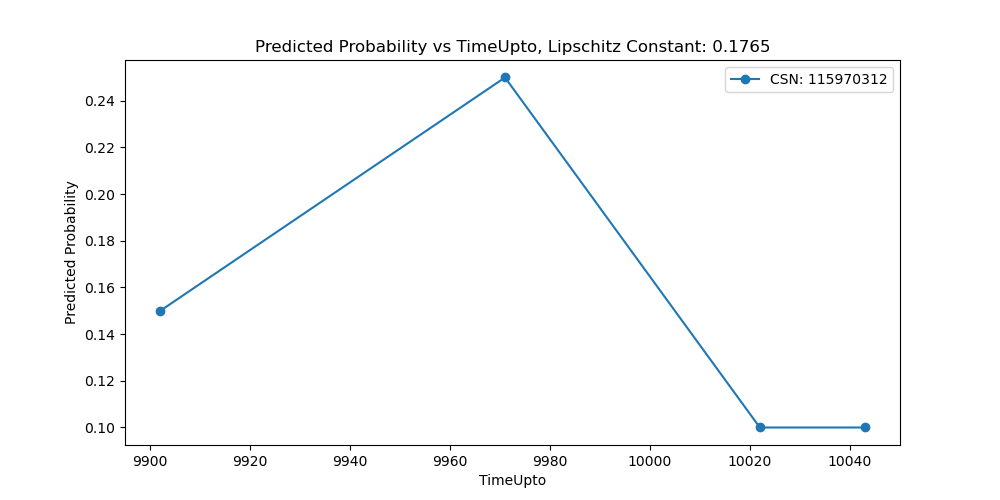 Predicted Probability vs TimeUpto, Lipschitz Constant: 0.1765
CSN: 115970312
Predicted Probability
0.24
0.22
0.20
0.18
0.16
0.14
0.12
0.10
9900 9920 9940 9960 9980 10000 10020 10040
TimeUpto